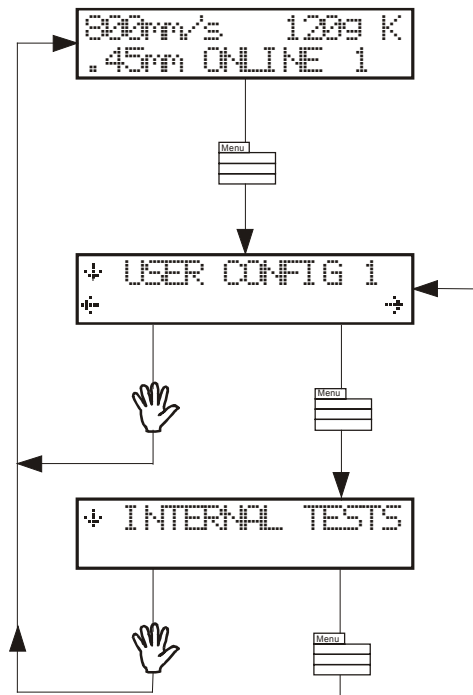 800mm/s 120g K
.45mm ONLINE 1
Menu
USER CONFIG 1
Menu
INTERNAL TESTS
Menu